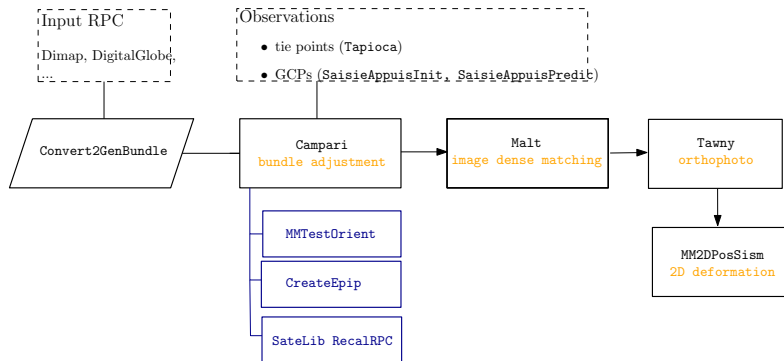 Input RPC
Dimap, DigitalGlobe,
...
Observations
• tie points (Tapioca)
• GCPs (SaisieAppuisInit, SaisieAppuisPredit)
Convert2GenBundle
Campari
bundle adjustment
Malt
image dense matching
Tawny
orthophoto
MMTestOrient
CreateEpip
SateLib RecalRPC
MM2DPosSism
2D deformation